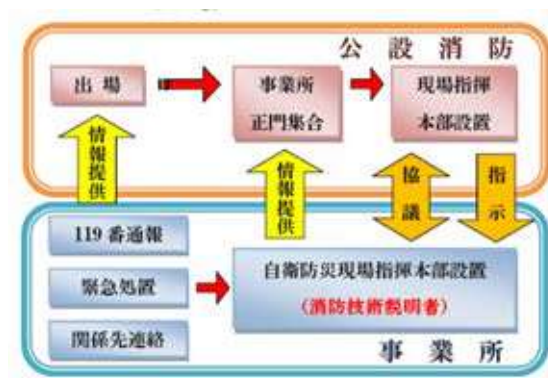 公設消防
出場
事業所
正門集合
現場指揮
本部設置
情報提供
情報提供
協議
指示
119番通報
緊急処置
関係先連絡
自衛防災現場指揮本部設置
（消防技術説明者）
事業所